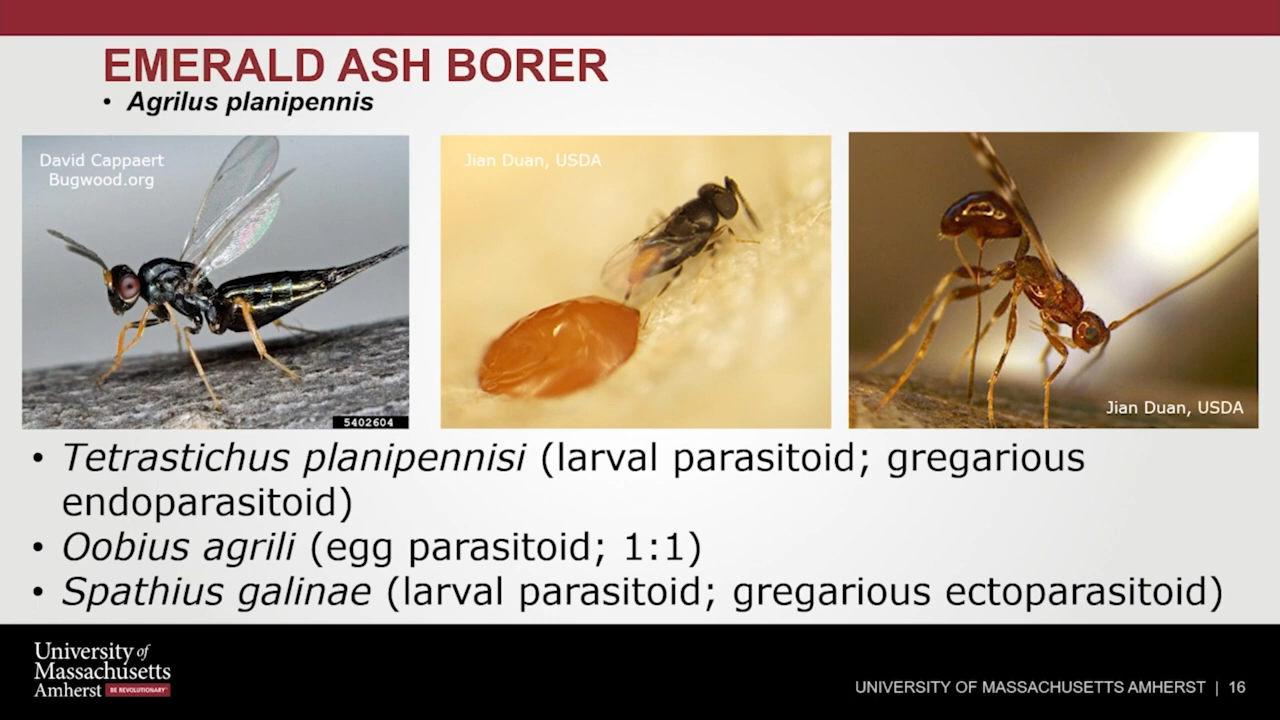 EMERALD ASH BORER
• Agrilus planipennis
David Cappaert
Bugwood.org
5402604
Jian Duan, USDA
Jian Duan, USDA
• Tetrastichus planipennisi (larval parasitoid; gregarious
endoparasitoid)
• Oobius agrili (egg parasitoid; 1:1)
• Spathius galinae (larval parasitoid; gregarious ectoparasitoid)
University of
Massachusetts
Amherst BE REVOLUTIONARY
UNIVERSITY OF MASSACHUSETTS AMHERST | 16